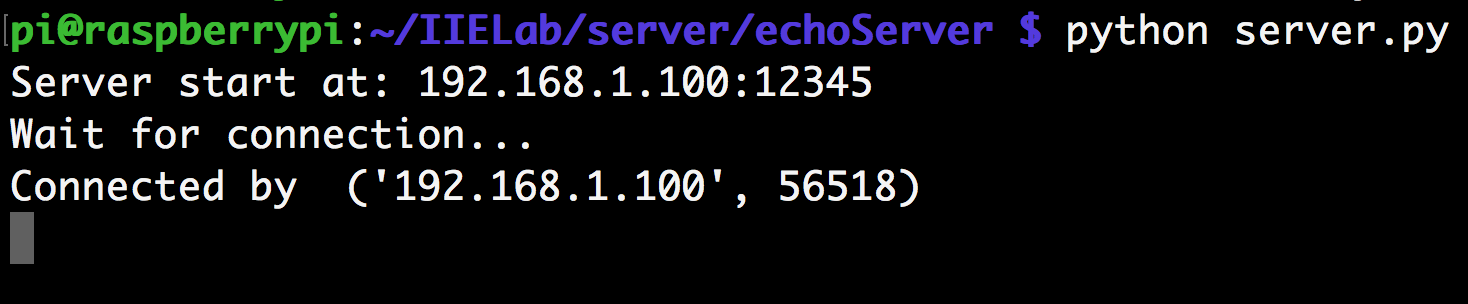 pi@raspberrypi:~/IIELab/server/echoServer $ python server.py
Server start at: 192.168.1.100:12345
Wait for connection...
Connected by  ('192.168.1.100', 56518)